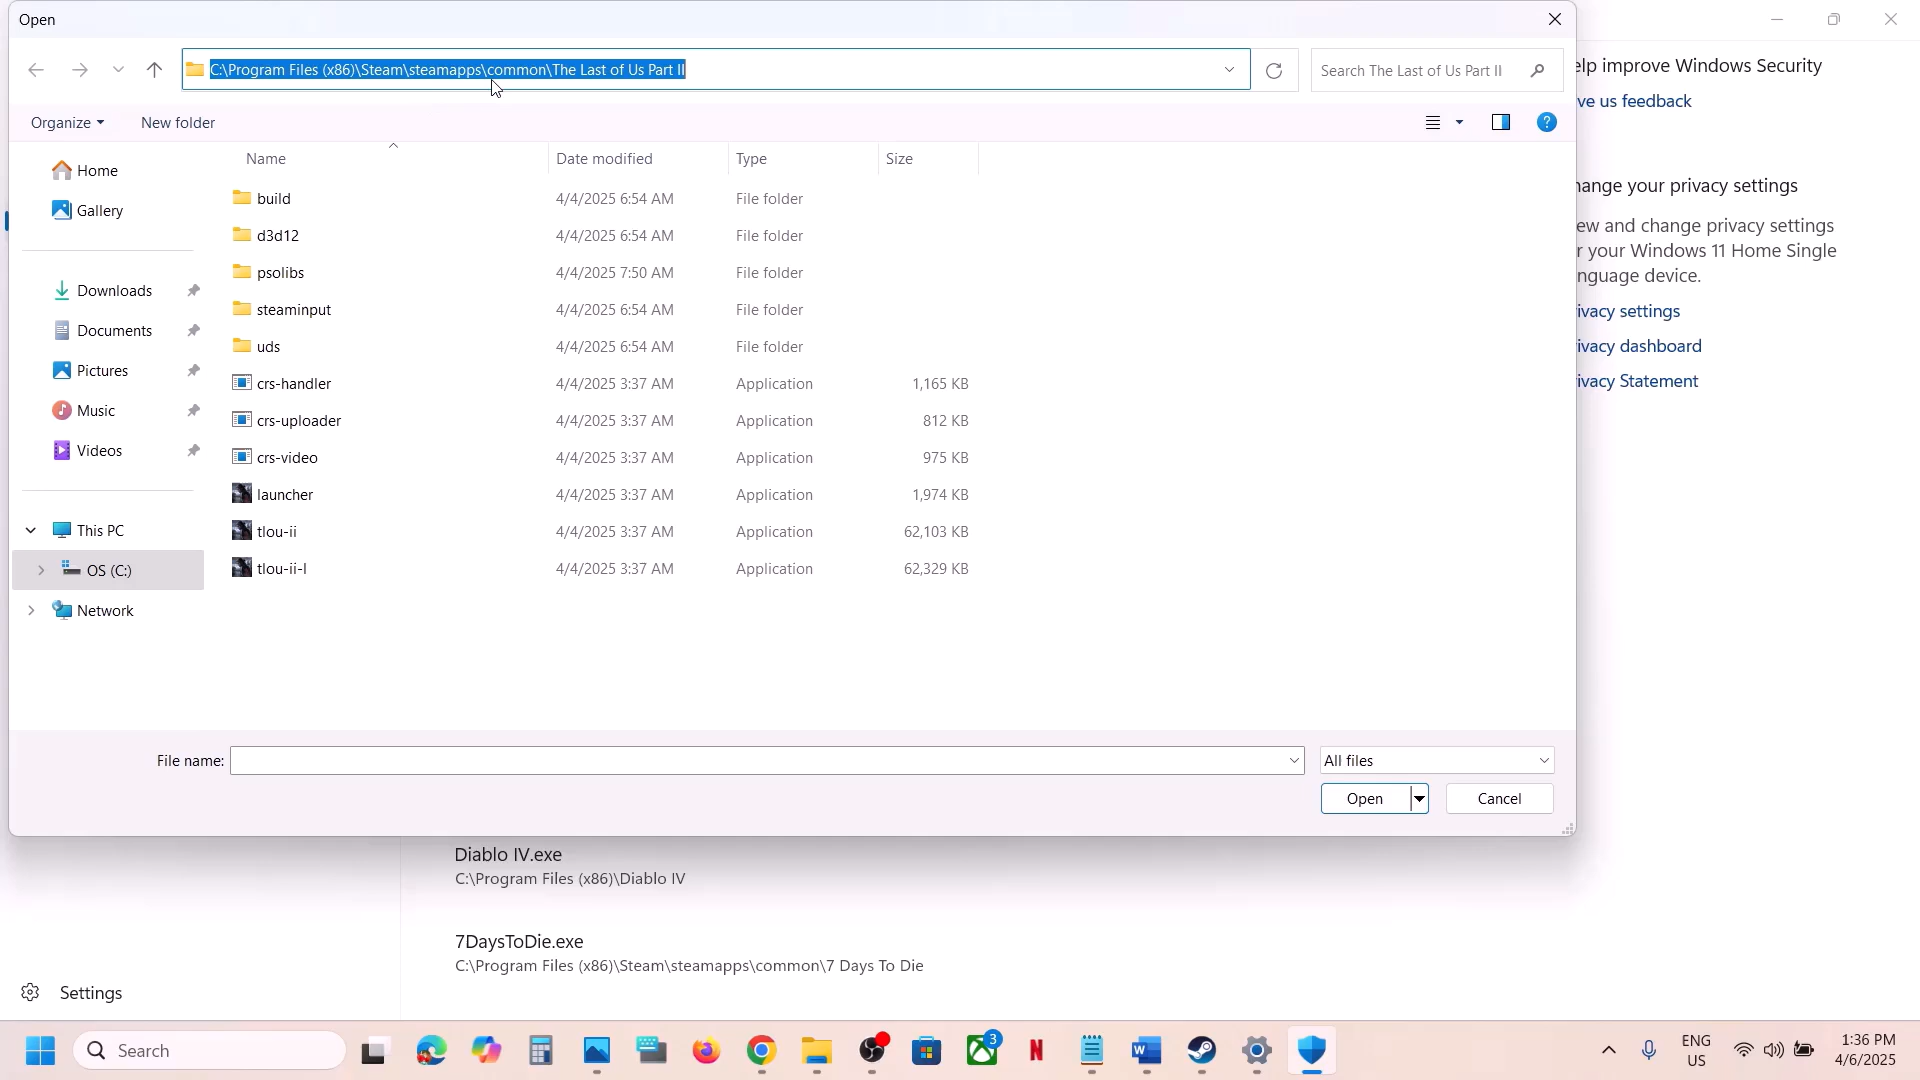 Open
C:\Program Files (x86)\Steam\steamapps\common\The Last of Us Part II
Search The Last of Us Part II
Organize
New folder
Home
Gallery
Downloads
Documents
Pictures
Music
Videos
This PC
OS (C:)
Network
Name Date modified Type Size
build 4/4/2025 6:54 AM File folder
d3d12 4/4/2025 6:54 AM File folder
psolibs 4/4/2025 7:50 AM File folder
steaminput 4/4/2025 6:54 AM File folder
uds 4/4/2025 6:54 AM File folder
crs-handler 4/4/2025 3:37 AM Application 1,165 KB
crs-uploader 4/4/2025 3:37 AM Application 812 KB
crs-video 4/4/2025 3:37 AM Application 975 KB
launcher 4/4/2025 3:37 AM Application 1,974 KB
tlou-ii 4/4/2025 3:37 AM Application 62,103 KB
tlou-ii-l 4/4/2025 3:37 AM Application 62,329 KB
File name:
All files
Open
Cancel
elp improve Windows Security
ve us feedback
hange your privacy settings
ew and change privacy settings
r your Windows 11 Home Single
nguage device.
ivacy settings
ivacy dashboard
ivacy Statement
Diablo IV.exe
C:\Program Files (x86)\Diablo IV
7DaysToDie.exe
C:\Program Files (x86)\Steam\steamapps\common\7 Days To Die
Settings
Search
3
ENG
US
1:36 PM
4/6/2025